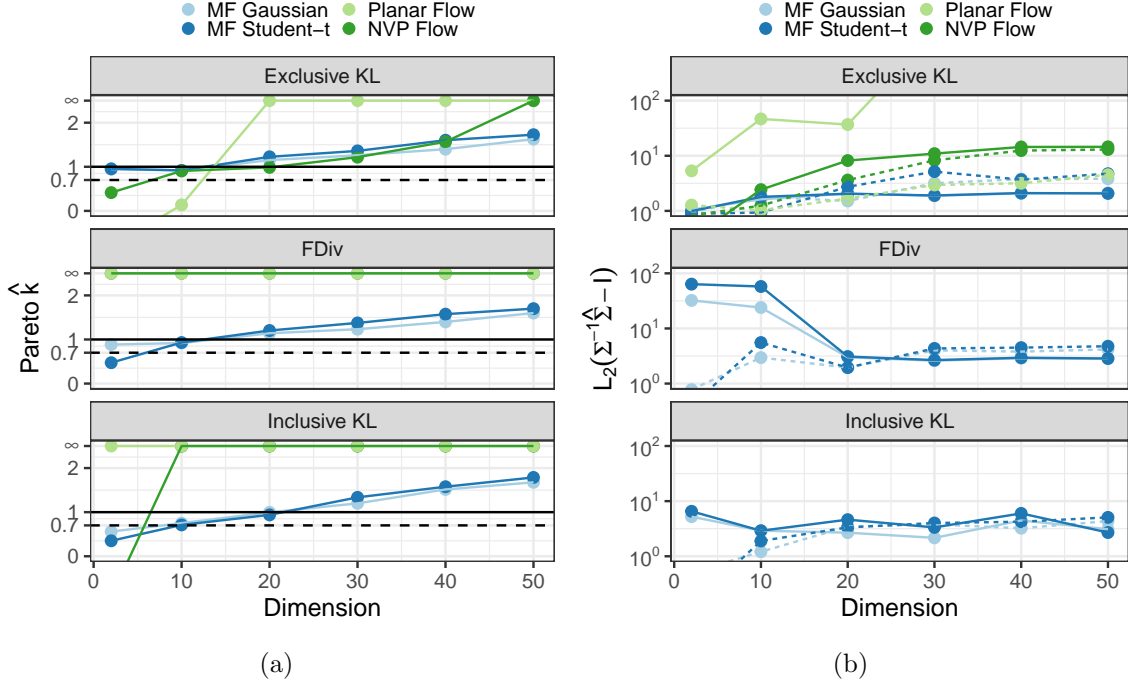 MF Gaussian Planar Flow
MF Student−t NVP Flow
Exclusive KL
∞
2
1
0.7
0
FDiv
∞
2
1
0.7
0
Inclusive KL
∞
2
1
0.7
0
0 10 20 30 40 50
Pareto k̂
Dimension
(a)
MF Gaussian Planar Flow
MF Student−t NVP Flow
Exclusive KL
10²
10¹
10⁰
FDiv
10²
10¹
10⁰
Inclusive KL
10²
10¹
10⁰
0 10 20 30 40 50
L₂(Σ⁻¹Σ̂ − I)
Dimension
(b)